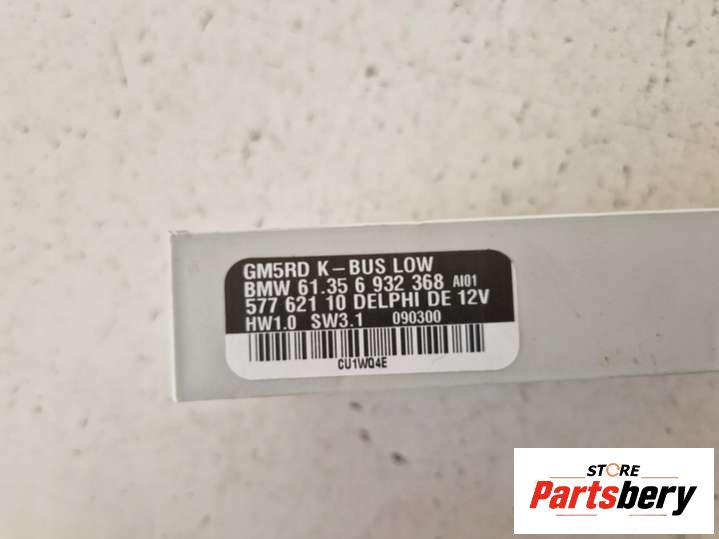 GM5RD K-BUS LOW
BMW 61.35 6 932 368 AI01
577 621 10 DELPHI DE 12V
HW1.0 SW3.1 090300
CU1WQ4E
STORE
Partsbery